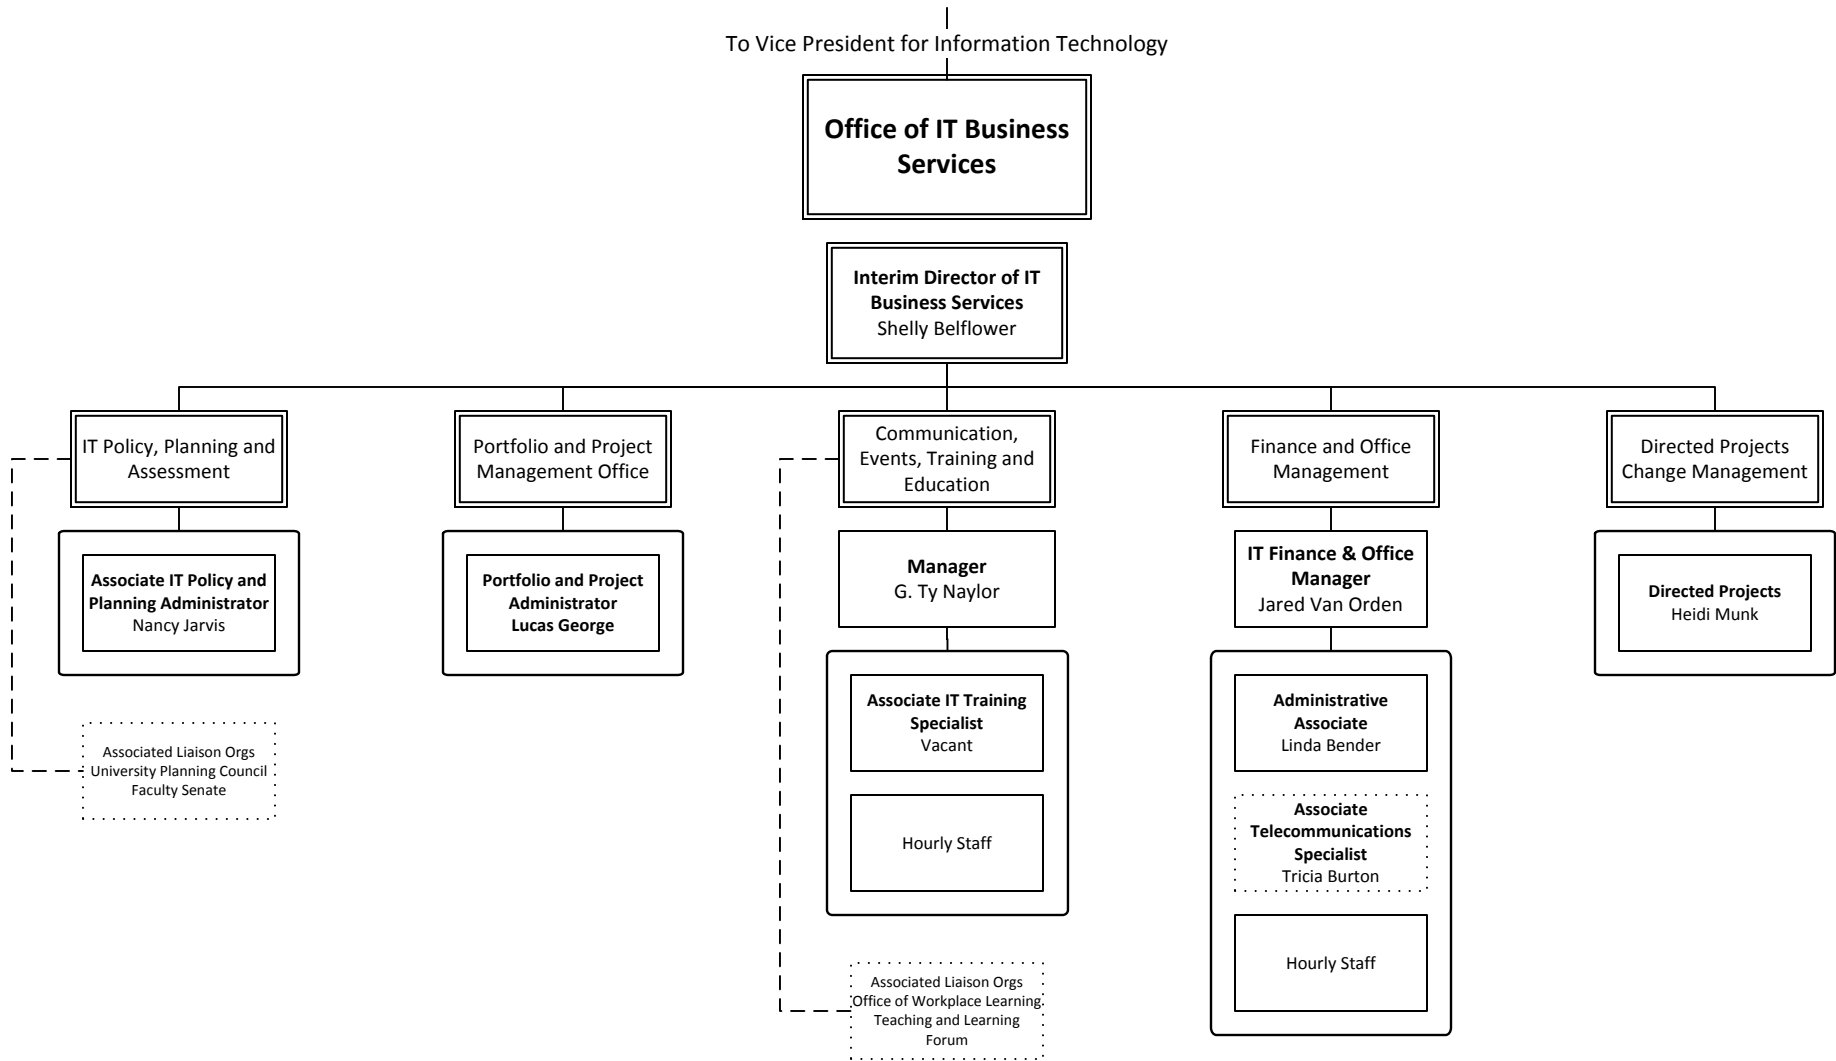 To Vice President for Information Technology
Office of IT Business
Services
Interim Director of IT
Business Services
Shelly Belflower
IT Policy, Planning and
Assessment
Portfolio and Project
Management Office
Communication,
Events, Training and
Education
Finance and Office
Management
Directed Projects
Change Management
Associate IT Policy and
Planning Administrator
Nancy Jarvis
Portfolio and Project
Administrator
Lucas George
Manager
G. Ty Naylor
IT Finance & Office
Manager
Jared Van Orden
Directed Projects
Heidi Munk
Associate IT Training
Specialist
Vacant
Administrative
Associate
Linda Bender
Associated Liaison Orgs
University Planning Council
Faculty Senate
Hourly Staff
Associate
Telecommunications
Specialist
Tricia Burton
Hourly Staff
Associated Liaison Orgs
Office of Workplace Learning
Teaching and Learning
Forum